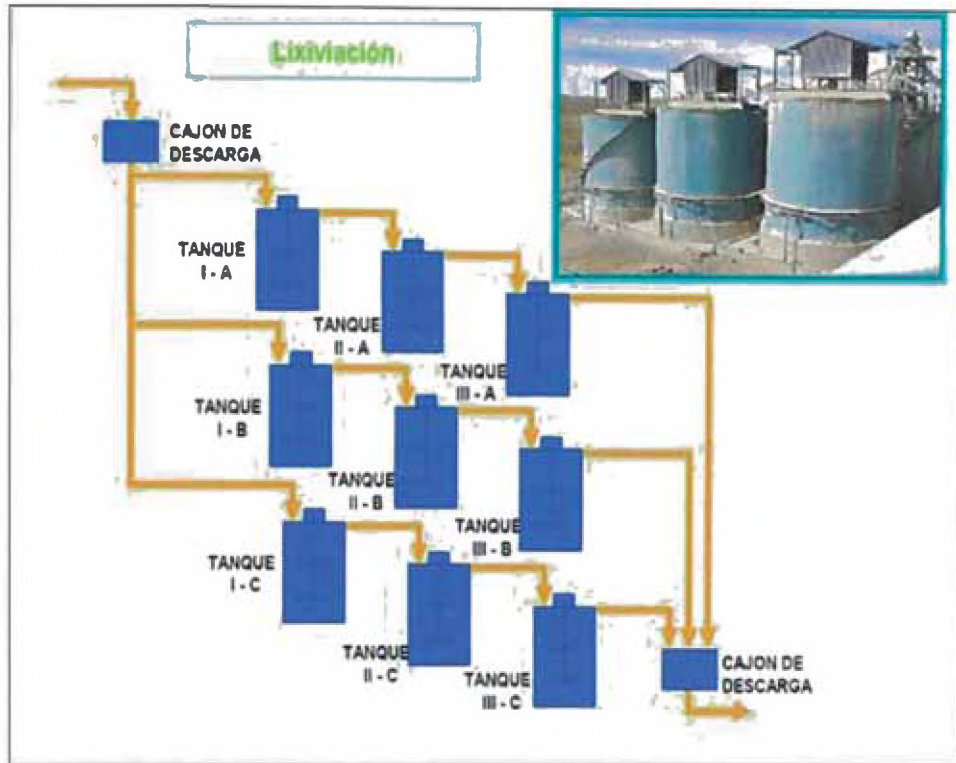 Lixiviación
CAJON DE
DESCARGA
TANQUE
I - A
TANQUE
II - A
TANQUE
III - A
TANQUE
I - B
TANQUE
II - B
TANQUE
III - B
TANQUE
I - C
TANQUE
II - C
TANQUE
III - C
CAJON DE
DESCARGA